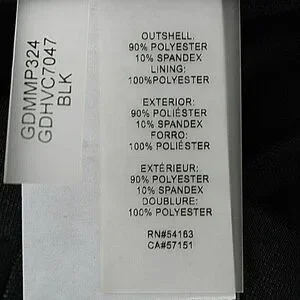 GDMMP324
GDHVC7047
BLK
OUTSHELL:
90% POLYESTER
10% SPANDEX
LINING:
100%POLYESTER
EXTERIOR:
90% POLIÉSTER
10% SPANDEX
FORRO:
100% POLIÉSTER
EXTÉRIEUR:
90% POLYESTER
10% SPANDEX
DOUBLURE:
100% POLYESTER
RN#54163
CA#57151